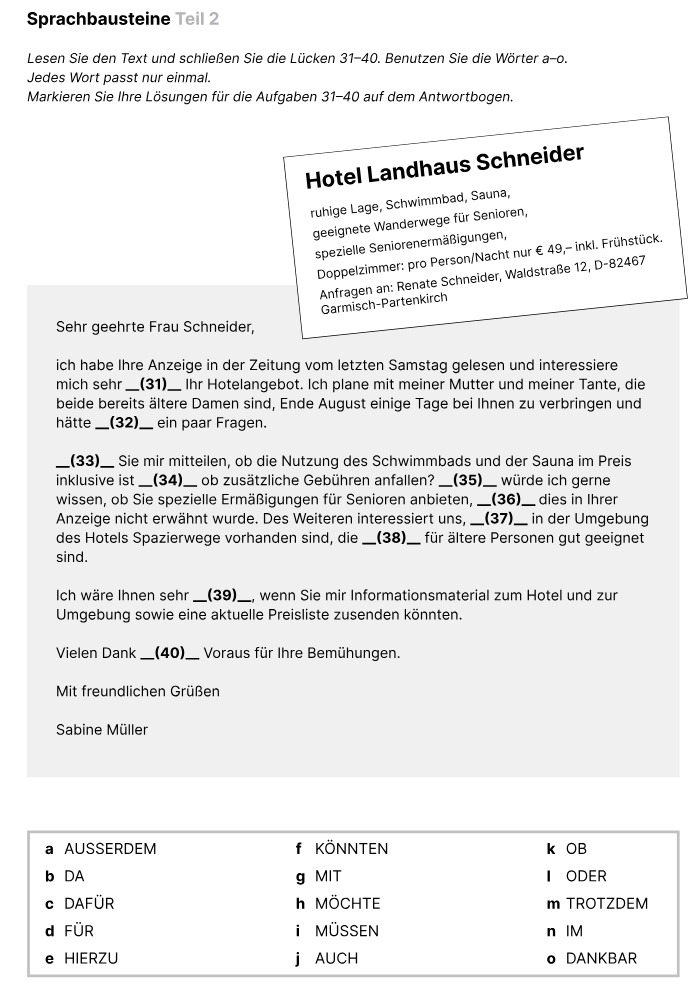 Sprachbausteine Teil 2
Lesen Sie den Text und schließen Sie die Lücken 31–40. Benutzen Sie die Wörter a–o.
Jedes Wort passt nur einmal.
Markieren Sie Ihre Lösungen für die Aufgaben 31–40 auf dem Antwortbogen.
Hotel Landhaus Schneider
ruhige Lage, Schwimmbad, Sauna,
geeignete Wanderwege für Senioren,
spezielle Seniorenermäßigungen,
Doppelzimmer: pro Person/Nacht nur € 49,– inkl. Frühstück.
Anfragen an: Renate Schneider, Waldstraße 12, D-82467
Garmisch-Partenkirch
Sehr geehrte Frau Schneider,
ich habe Ihre Anzeige in der Zeitung vom letzten Samstag gelesen und interessiere
mich sehr __(31)__ Ihr Hotelangebot. Ich plane mit meiner Mutter und meiner Tante, die
beide bereits ältere Damen sind, Ende August einige Tage bei Ihnen zu verbringen und
hätte __(32)__ ein paar Fragen.
__(33)__ Sie mir mitteilen, ob die Nutzung des Schwimmbads und der Sauna im Preis
inklusive ist __(34)__ ob zusätzliche Gebühren anfallen? __(35)__ würde ich gerne
wissen, ob Sie spezielle Ermäßigungen für Senioren anbieten, __(36)__ dies in Ihrer
Anzeige nicht erwähnt wurde. Des Weiteren interessiert uns, __(37)__ in der Umgebung
des Hotels Spazierwege vorhanden sind, die __(38)__ für ältere Personen gut geeignet
sind.
Ich wäre Ihnen sehr __(39)__, wenn Sie mir Informationsmaterial zum Hotel und zur
Umgebung sowie eine aktuelle Preisliste zusenden könnten.
Vielen Dank __(40)__ Voraus für Ihre Bemühungen.
Mit freundlichen Grüßen
Sabine Müller
a AUSSERDEM f KÖNNTEN k OB
b DA g MIT l ODER
c DAFÜR h MÖCHTE m TROTZDEM
d FÜR i MÜSSEN n IM
e HIERZU j AUCH o DANKBAR